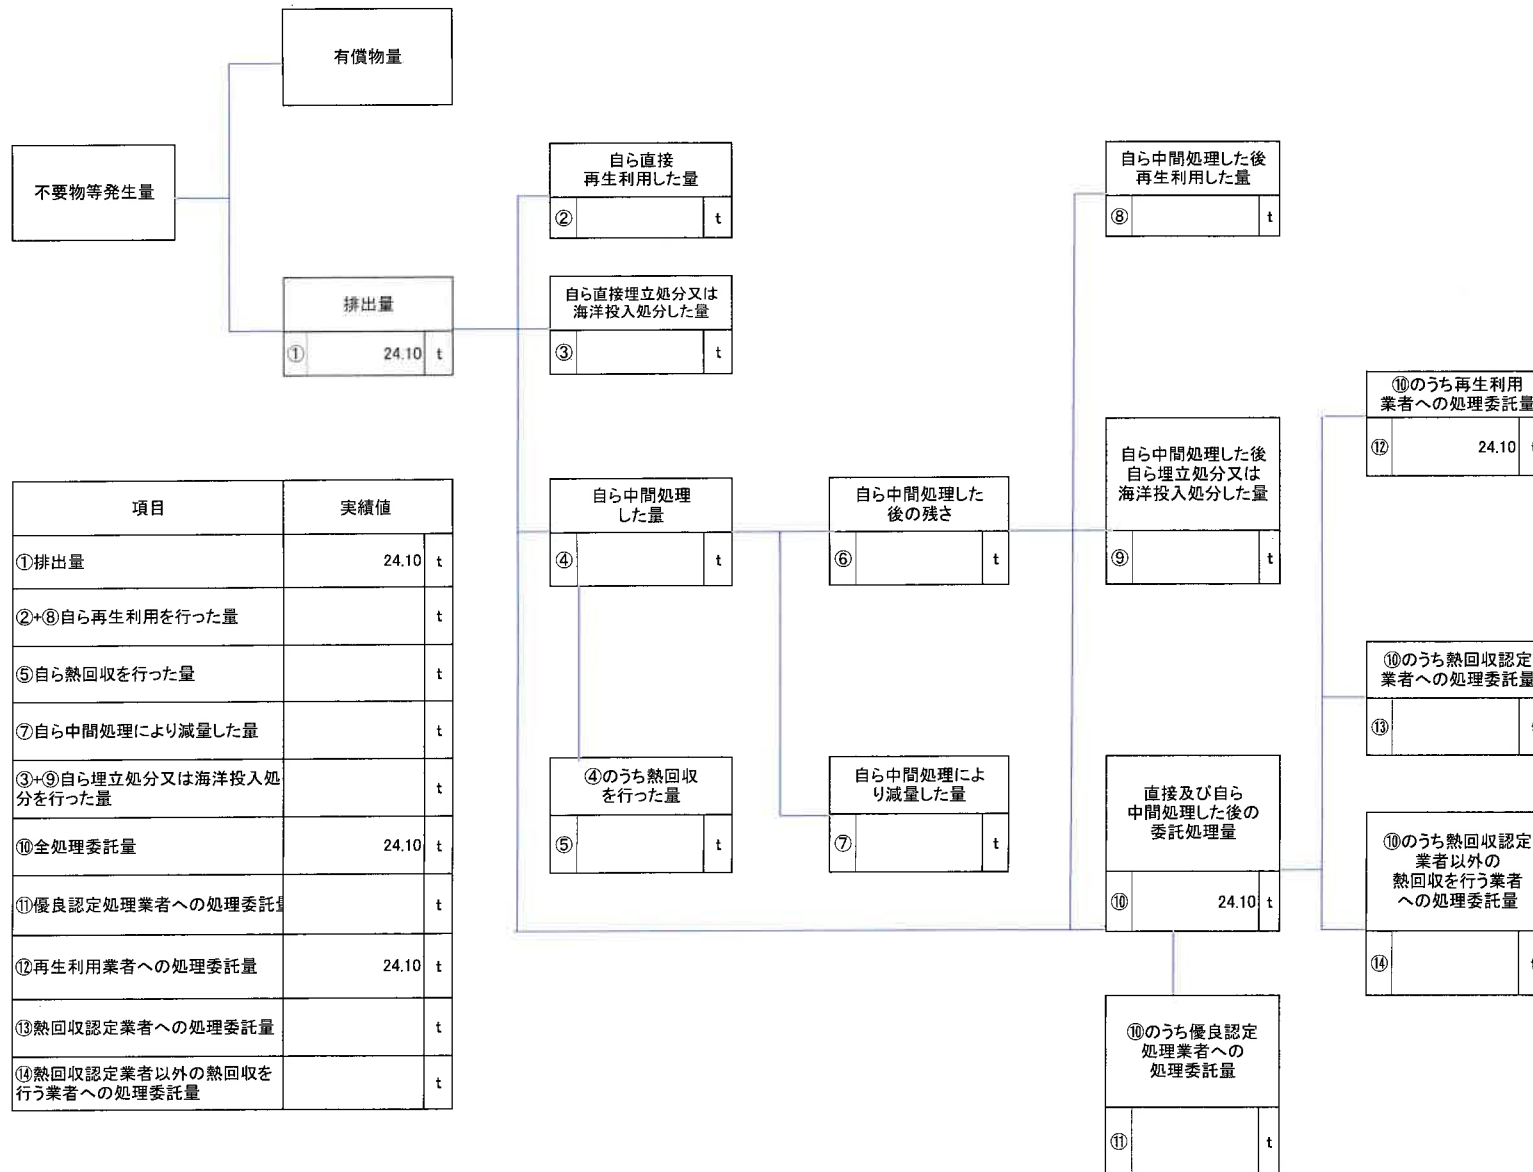 有償物量
不要物等発生量
排出量
① 24.10 t
自ら直接
再生利用した量
② t
自ら直接埋立処分又は
海洋投入処分した量
③ t
自ら中間処理
した量
④ t
④のうち熱回収
を行った量
⑤ t
自ら中間処理した
後の残さ
⑥ t
自ら中間処理によ
り減量した量
⑦ t
自ら中間処理した後
再生利用した量
⑧ t
自ら中間処理した後
自ら埋立処分又は
海洋投入処分した量
⑨ t
直接及び自ら
中間処理した後の
委託処理量
⑩ 24.10 t
⑩のうち優良認定
処理業者への
処理委託量
⑪ t
⑩のうち再生利用
業者への処理委託量
⑫ 24.10 t
⑩のうち熱回収認定
業者への処理委託量
⑬
⑩のうち熱回収認定
業者以外の
熱回収を行う業者
への処理委託量
⑭
項目 実績値
①排出量 24.10 t
②+⑧自ら再生利用を行った量 t
⑤自ら熱回収を行った量 t
⑦自ら中間処理により減量した量 t
③+⑨自ら埋立処分又は海洋投入処
分を行った量 t
⑩全処理委託量 24.10 t
⑪優良認定処理業者への処理委託量 t
⑫再生利用業者への処理委託量 24.10 t
⑬熱回収認定業者への処理委託量 t
⑭熱回収認定業者以外の熱回収を
行う業者への処理委託量 t